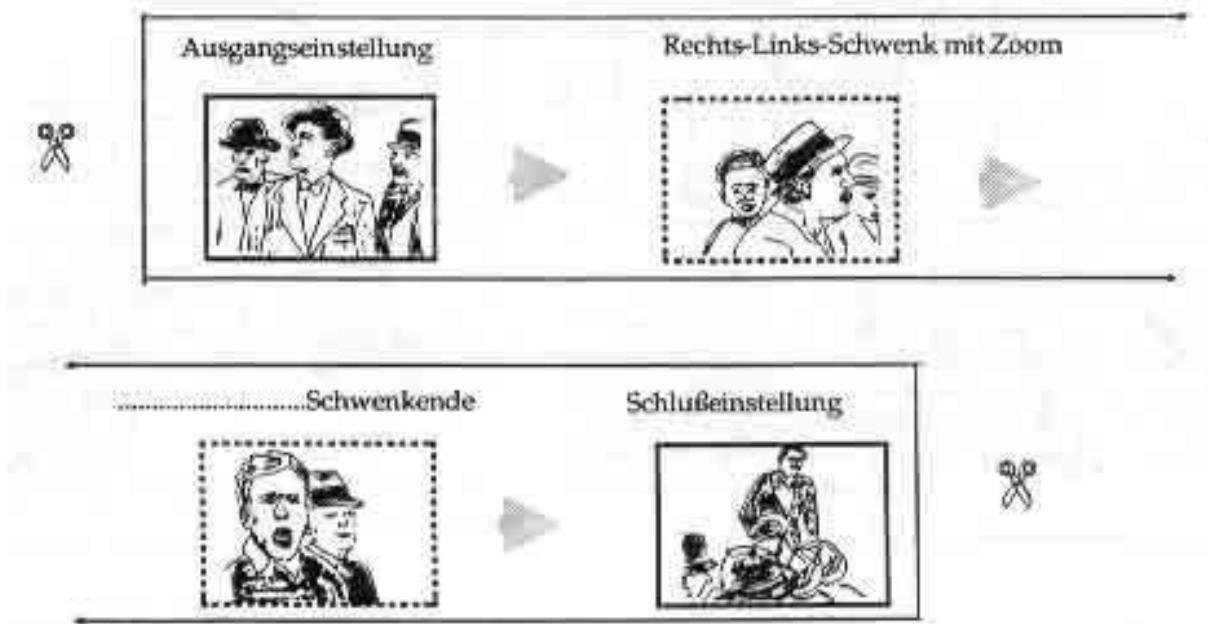 Ausgangseinstellung
Rechts-Links-Schwenk mit Zoom
..............................Schwenkende
Schlußeinstellung